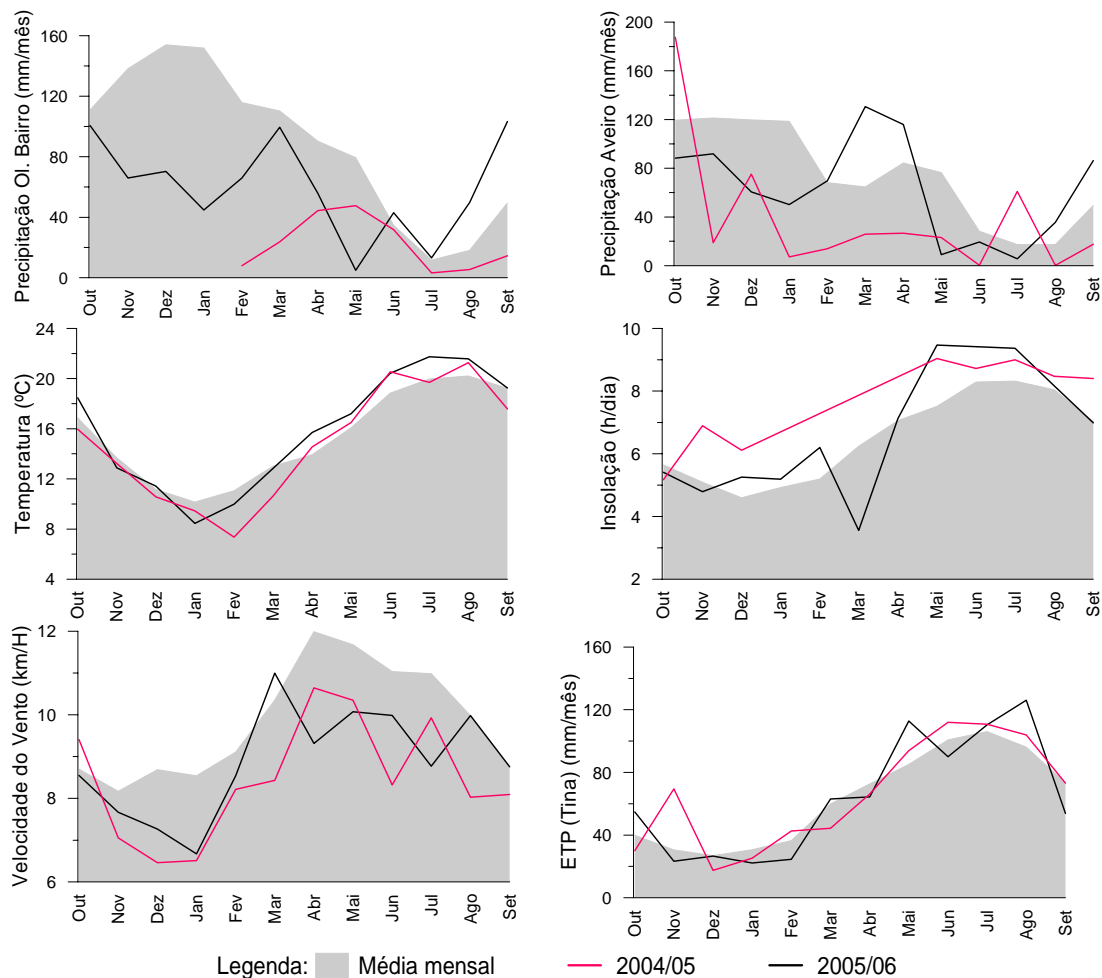 Precipitação Ol. Bairro (mm/mês)
160
120
80
40
0
Out Nov Dez Jan Fev Mar Abr Mai Jun Jul Ago Set
Precipitação Aveiro (mm/mês)
200
160
120
80
40
0
Out Nov Dez Jan Fev Mar Abr Mai Jun Jul Ago Set
Temperatura (ºC)
24
20
16
12
8
4
Out Nov Dez Jan Fev Mar Abr Mai Jun Jul Ago Set
Insolação (h/dia)
10
8
6
4
2
Out Nov Dez Jan Fev Mar Abr Mai Jun Jul Ago Set
Velocidade do Vento (km/H)
12
10
8
6
Out Nov Dez Jan Fev Mar Abr Mai Jun Jul Ago Set
ETP (Tina) (mm/mês)
160
120
80
40
0
Out Nov Dez Jan Fev Mar Abr Mai Jun Jul Ago Set
Legenda: Média mensal 2004/05 2005/06